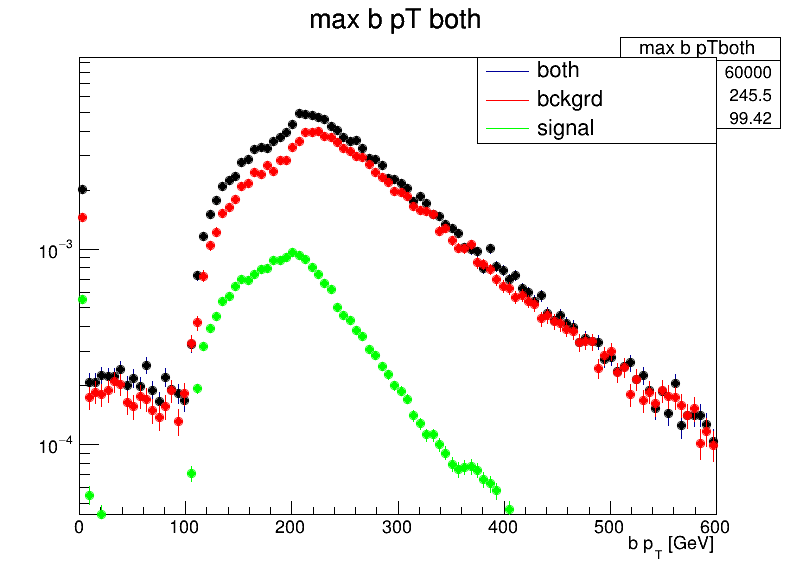 max b pT both
max b pTboth
60000
245.5
99.42
both
bckgrd
signal
10⁻³
10⁻⁴
0 100 200 300 400 500 600
b p_T [GeV]